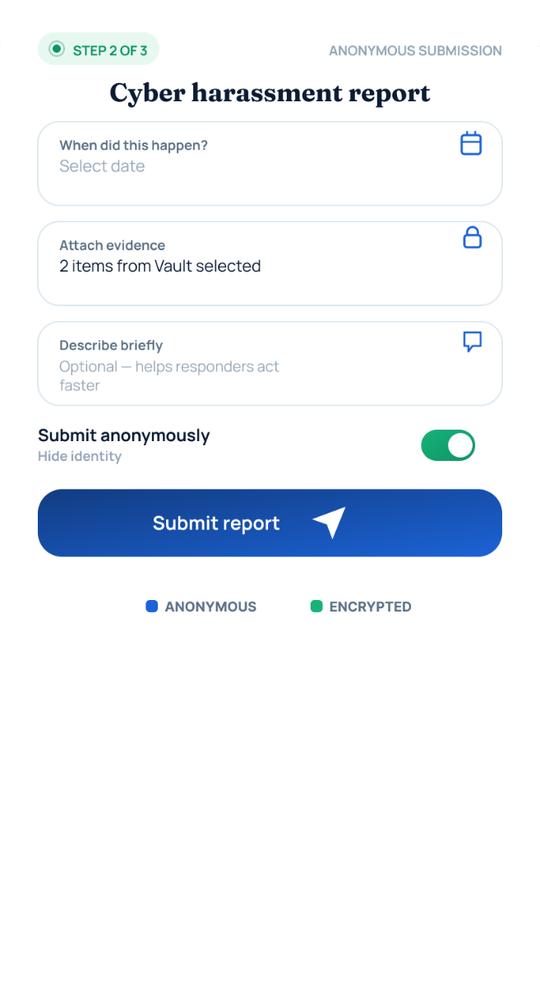 STEP 2 OF 3
ANONYMOUS SUBMISSION
Cyber harassment report
When did this happen?
Select date
Attach evidence
2 items from Vault selected
Describe briefly
Optional — helps responders act
faster
Submit anonymously
Hide identity
Submit report
ANONYMOUS
ENCRYPTED